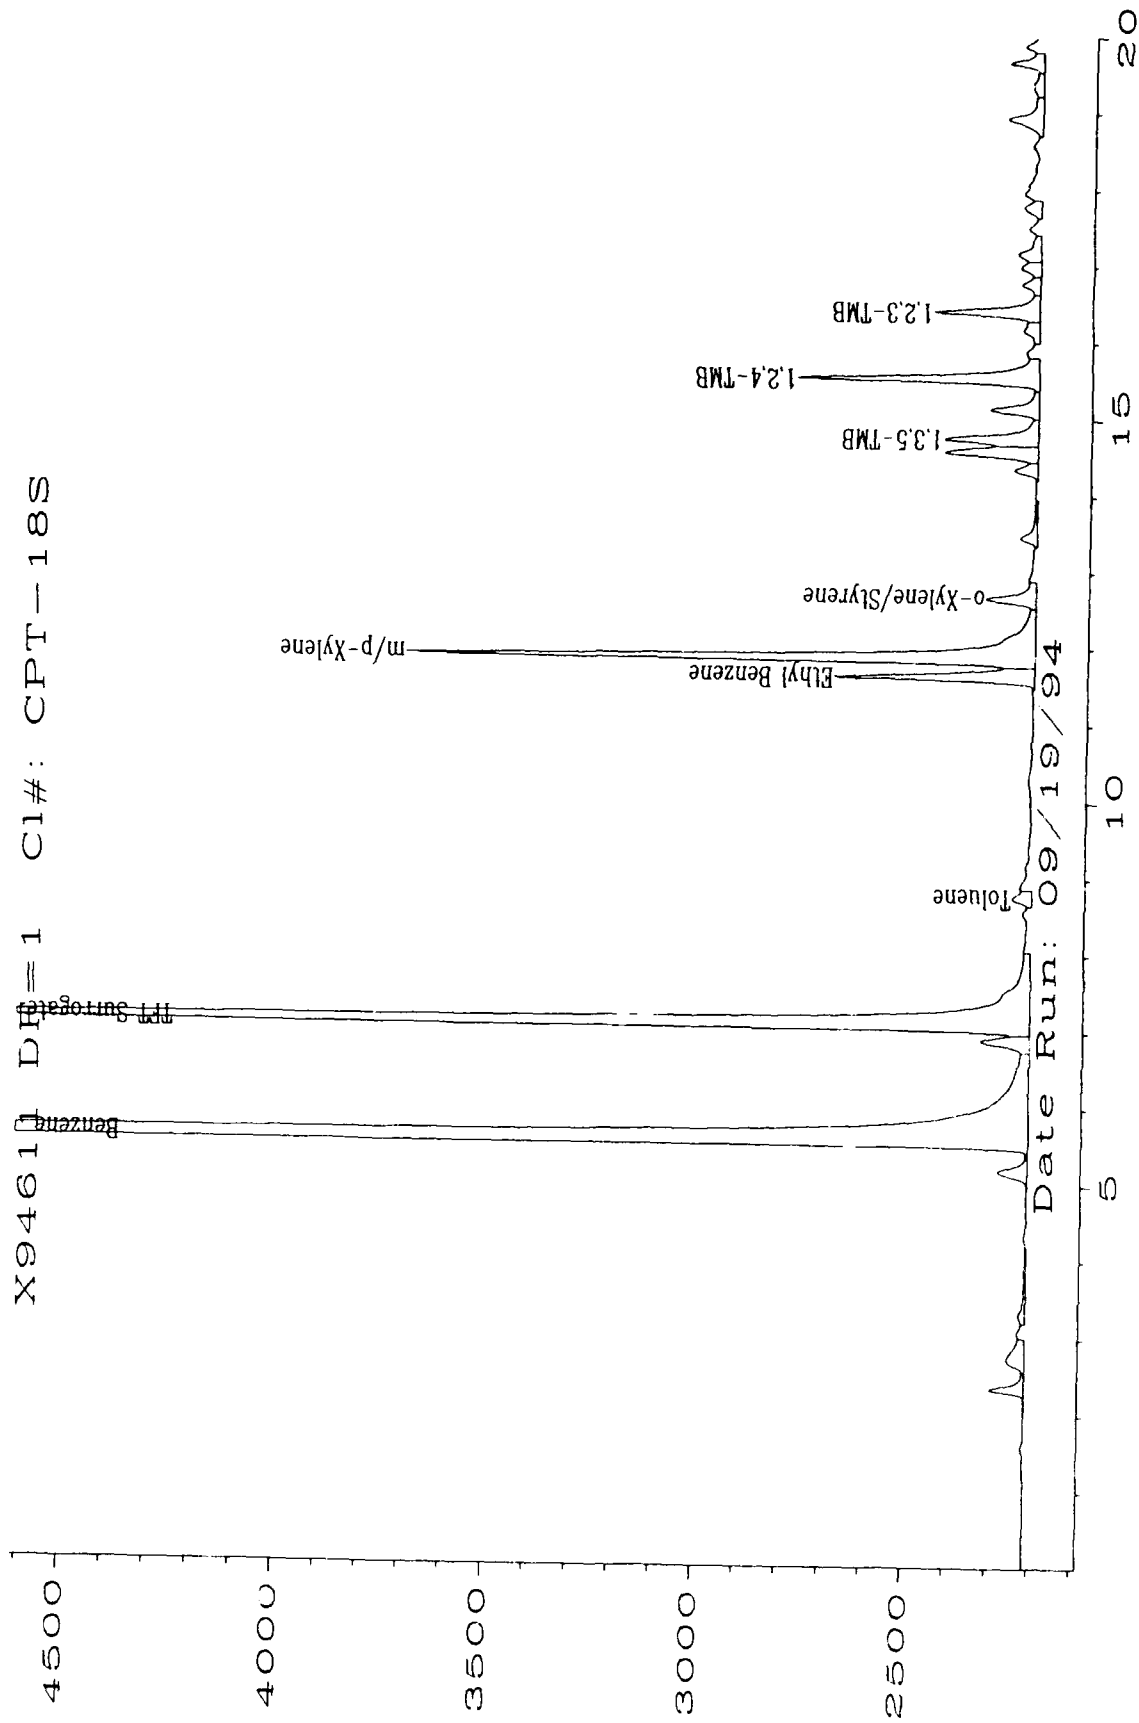 X94611 DF=1 Cl#: CPT-18S
4500
4000
3500
3000
2500
Benzene
TFT Surrogate
Toluene
Ethyl Benzene
m/p-Xylene
o-Xylene/Styrene
1,3,5-TMB
1,2,4-TMB
1,2,3-TMB
Date Run: 09/19/94
5
10
15
20